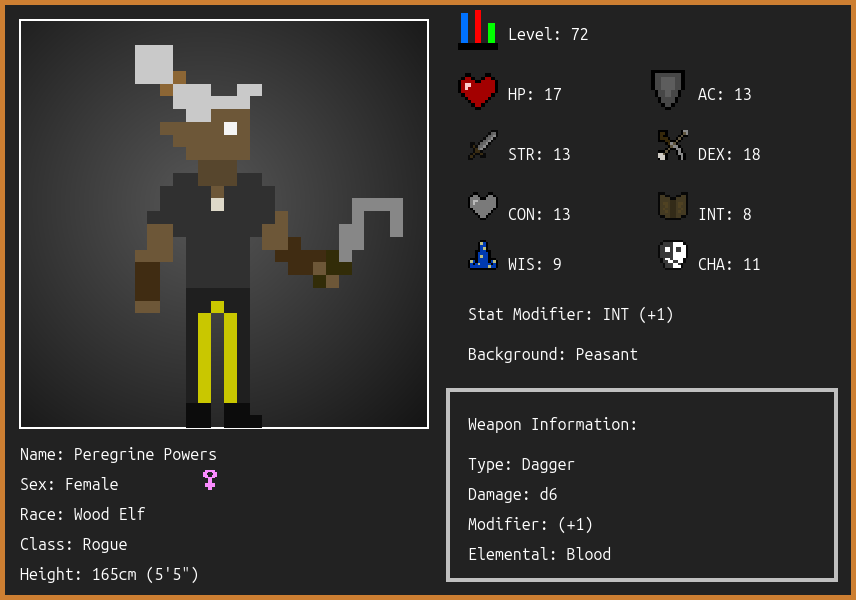 Level: 72
HP: 17
AC: 13
STR: 13
DEX: 18
CON: 13
INT: 8
WIS: 9
CHA: 11
Stat Modifier: INT (+1)
Background: Peasant
Weapon Information:
Type: Dagger
Damage: d6
Modifier: (+1)
Elemental: Blood
Name: Peregrine Powers
Sex: Female
Race: Wood Elf
Class: Rogue
Height: 165cm (5'5")